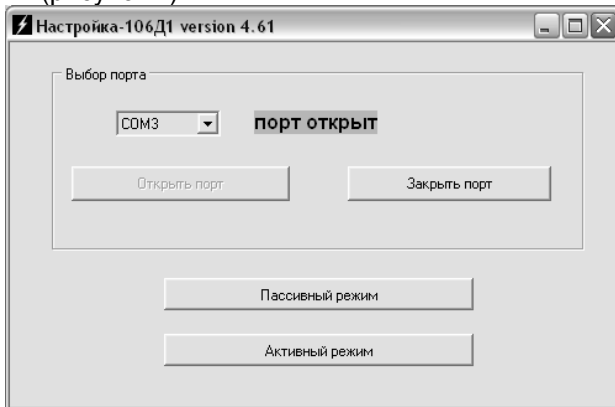 Настройка-106Д1 version 4.61
Выбор порта
COM3 порт открыт
Открыть порт Закрыть порт
Пассивный режим
Активный режим